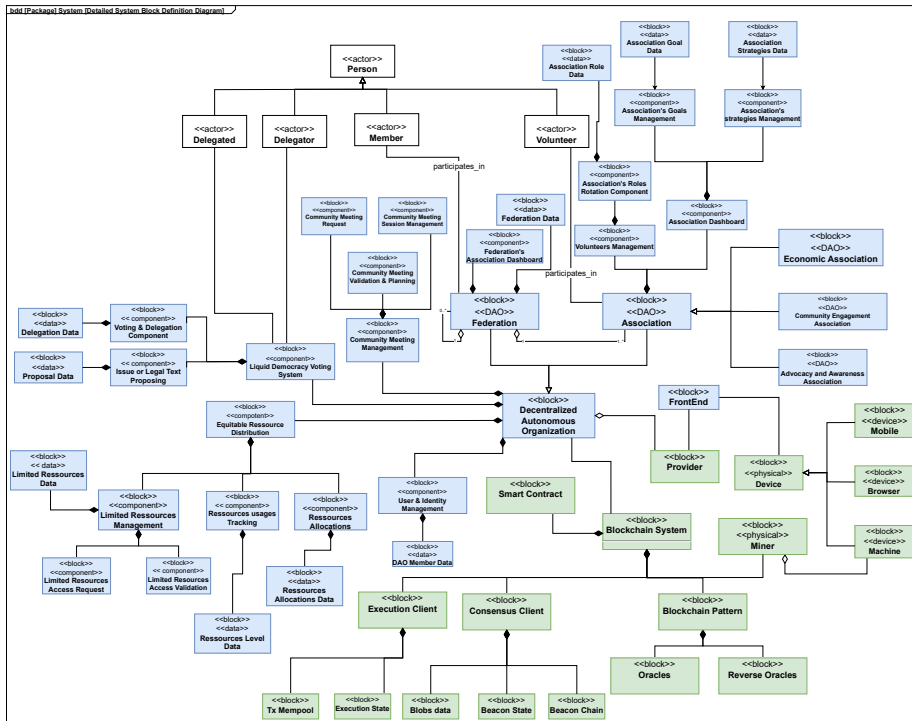 bdd [Package] System [Detailed System Block Definition Diagram]
<<actor>>
Person
<<actor>>
Delegated
<<actor>>
Delegator
<<actor>>
Member
<<actor>>
Volunteer
<<block>>
<<data>>
Association Role
Data
<<block>>
<<data>>
Association Goal
Data
<<block>>
<<data>>
Association
Strategies Data
<<block>>
<<component>>
Association's Goals
Management
<<block>>
<<component>>
Association's
strategies Management
participates_in
<<block>>
<<component>>
Association's Roles
Rotation Component
<<block>>
<<component>>
Community Meeting
Request
<<block>>
<<component>>
Community Meeting
Session Management
<<block>>
<<data>>
Federation Data
<<block>>
<<component>>
Federation's
Association Dashboard
<<block>>
<<component>>
Volunteers Management
<<block>>
<<component>>
Association Dashboard
<<block>>
<<component>>
Community Meeting
Validation & Planning
participates_in
<<block>>
<<DAO>>
Economic Association
<<block>>
<<DAO>>
Federation
<<block>>
<<DAO>>
Association
<<block>>
<<DAO>>
Community Engagement
Association
<<block>>
<<DAO>>
Advocacy and Awareness
Association
<<block>>
<<data>>
Delegation Data
<<block>>
<< component>>
Voting & Delegation
Component
<<block>>
<<component>>
Community Meeting
Management
<<block>>
<<data>>
Proposal Data
<<block>>
<< component>>
Issue or Legal Text
Proposing
<<block>>
<<component>>
Liquid Democracy Voting
System
<<block>>
<<component>>
Equitable Ressource
Distribution
<<block>>
Decentralized
Autonomous
Organization
<<block>>
FrontEnd
<<block>>
Provider
<<block>>
<<physical>>
Device
<<block>>
<<device>>
Mobile
<<block>>
<<device>>
Browser
<<block>>
<<device>>
Machine
<<block>>
<< data>>
Limited Ressources
Data
<<block>>
<<component>>
Limited Resources
Management
<<block>>
<< component>>
Ressources usages
Tracking
<<block>>
<<component>>
Ressources
Allocations
<<block>>
<<component>>
User & Identity
Management
<<block>>
Smart Contract
<<block>>
Blockchain System
<<block>>
<<physical>>
Miner
<<block>>
<<data>>
DAO Member Data
<<block>>
<<component>>
Limited Resources
Access Request
<<block>>
<< component>>
Limited Resources
Access Validation
<<block>>
<<data>>
Ressources
Allocations Data
<<block>>
<<data>>
Ressources Level
Data
<<block>>
Execution Client
<<block>>
Consensus Client
<<block>>
Blockchain Pattern
<<block>>
Oracles
<<block>>
Reverse Oracles
<<block>>
Tx Mempool
<<block>>
Execution State
<<block>>
Blobs data
<<block>>
Beacon State
<<block>>
Beacon Chain